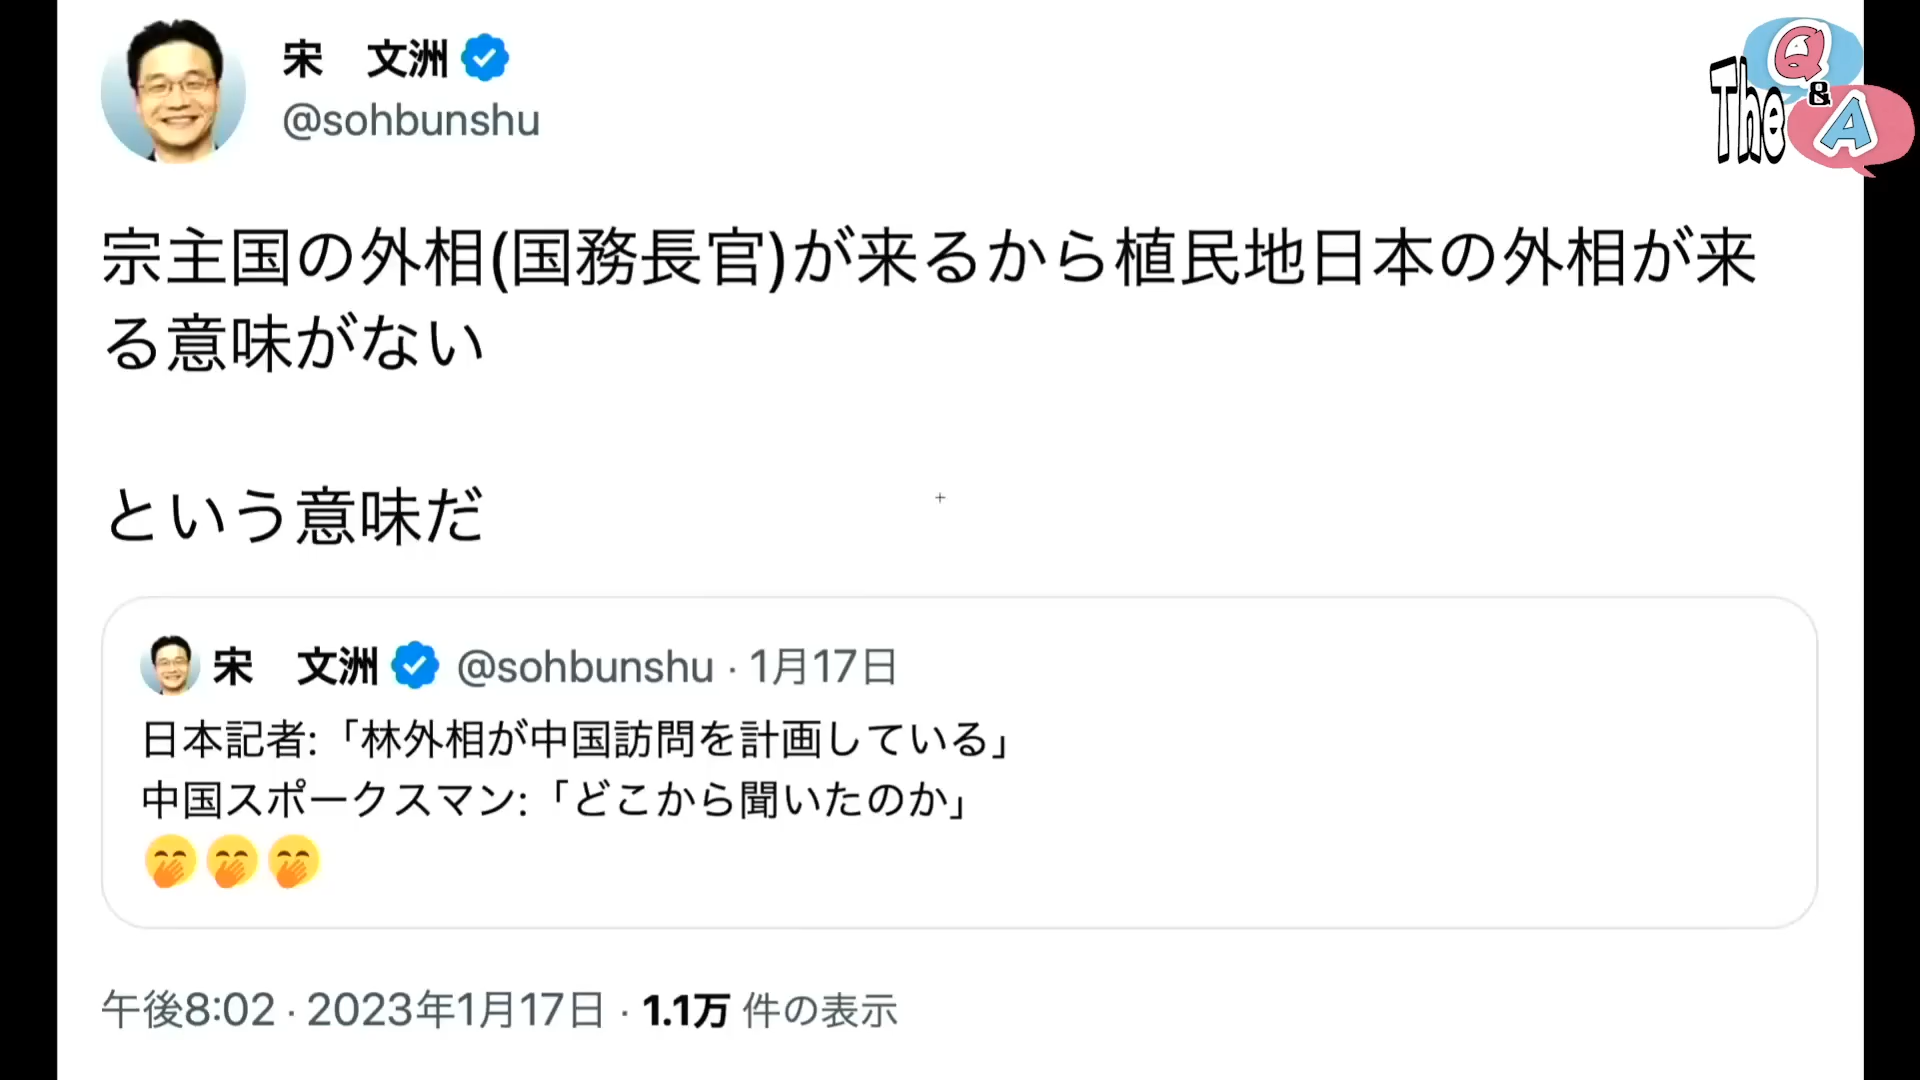 宋　文洲
@sohbunshu
The Q & A
宗主国の外相(国務長官)が来るから植民地日本の外相が来
る意味がない
という意味だ
宋　文洲 @sohbunshu · 1月17日
日本記者:「林外相が中国訪問を計画している」
中国スポークスマン:「どこから聞いたのか」
🤭🤭🤭
午後8:02 · 2023年1月17日 · 1.1万 件の表示